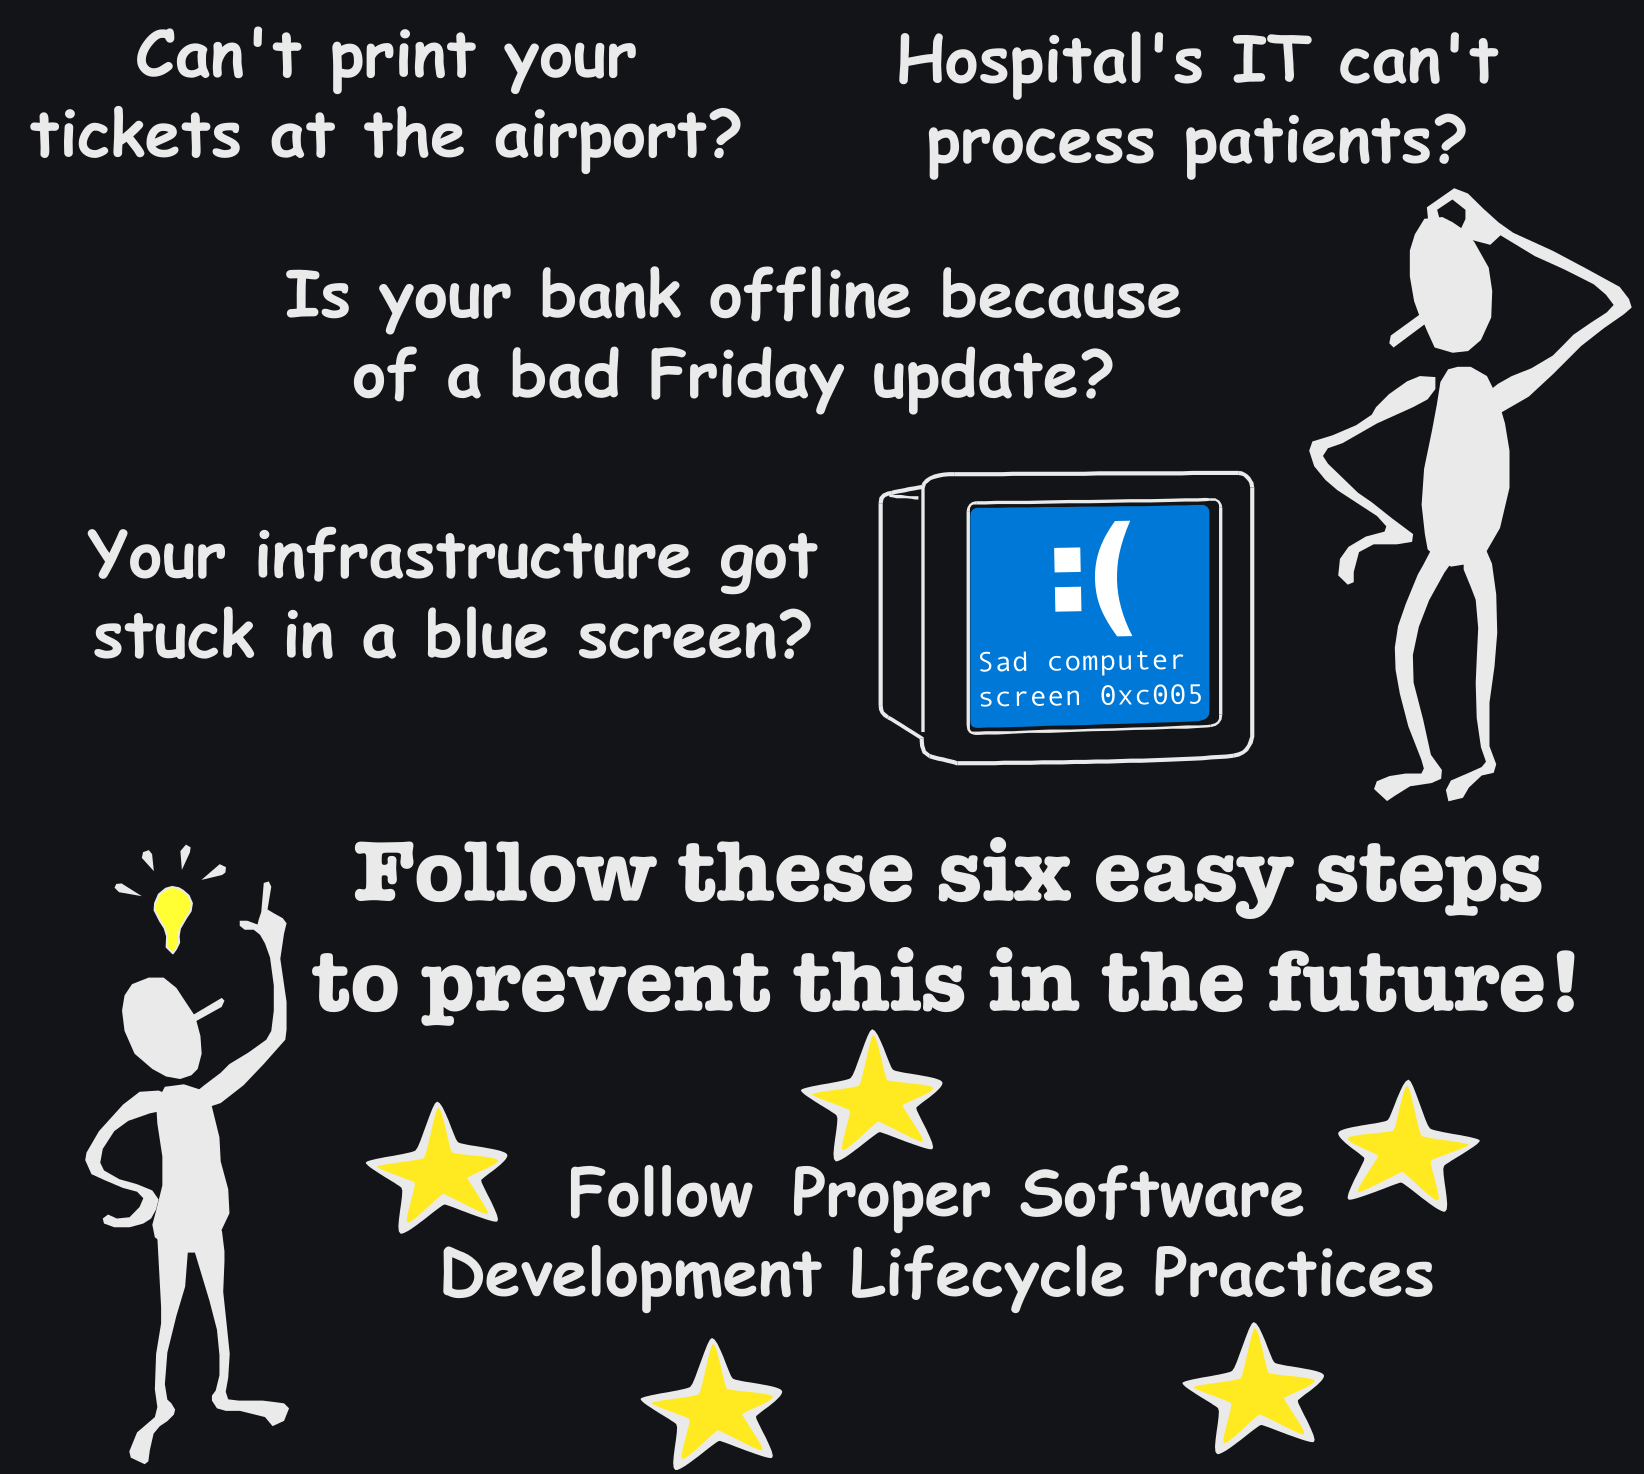 Can't print your
tickets at the airport?
Hospital's IT can't
process patients?
Is your bank offline because
of a bad Friday update?
Your infrastructure got
stuck in a blue screen?
:(
Sad computer
screen 0xc005
Follow these six easy steps
to prevent this in the future!
Follow Proper Software
Development Lifecycle Practices